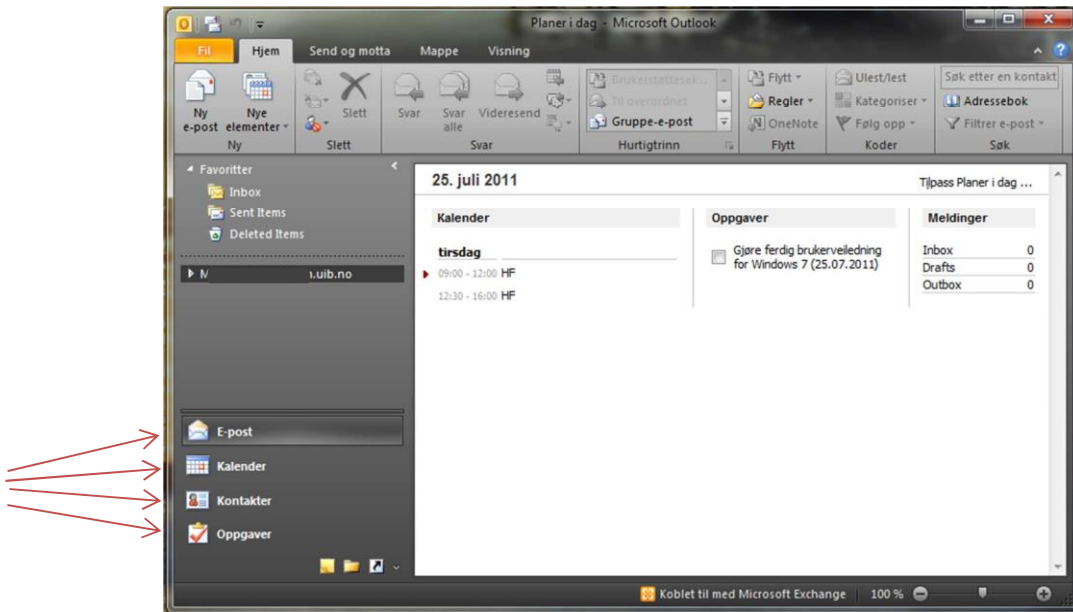 Planer i dag - Microsoft Outlook
Fil Hjem Send og motta Mappe Visning
Ny e-post
Nye elementer
Ny
Slett
Slett
Svar
Svar alle
Videresend
Svar
Brukerstøttesak...
Til overordnet
Gruppe-e-post
Hurtigtrinn
Flytt
Regler
OneNote
Flytt
Ulest/lest
Kategoriser
Følg opp
Koder
Søk etter en kontakt
Adressebok
Filtrer e-post
Søk
Favoritter
Inbox
Sent Items
Deleted Items
.uib.no
E-post
Kalender
Kontakter
Oppgaver
25. juli 2011
Tilpass Planer i dag ...
Kalender
tirsdag
09:00 - 12:00 HF
12:30 - 16:00 HF
Oppgaver
Gjøre ferdig brukerveiledning
for Windows 7 (25.07.2011)
Meldinger
Inbox 0
Drafts 0
Outbox 0
Koblet til med Microsoft Exchange 100 %